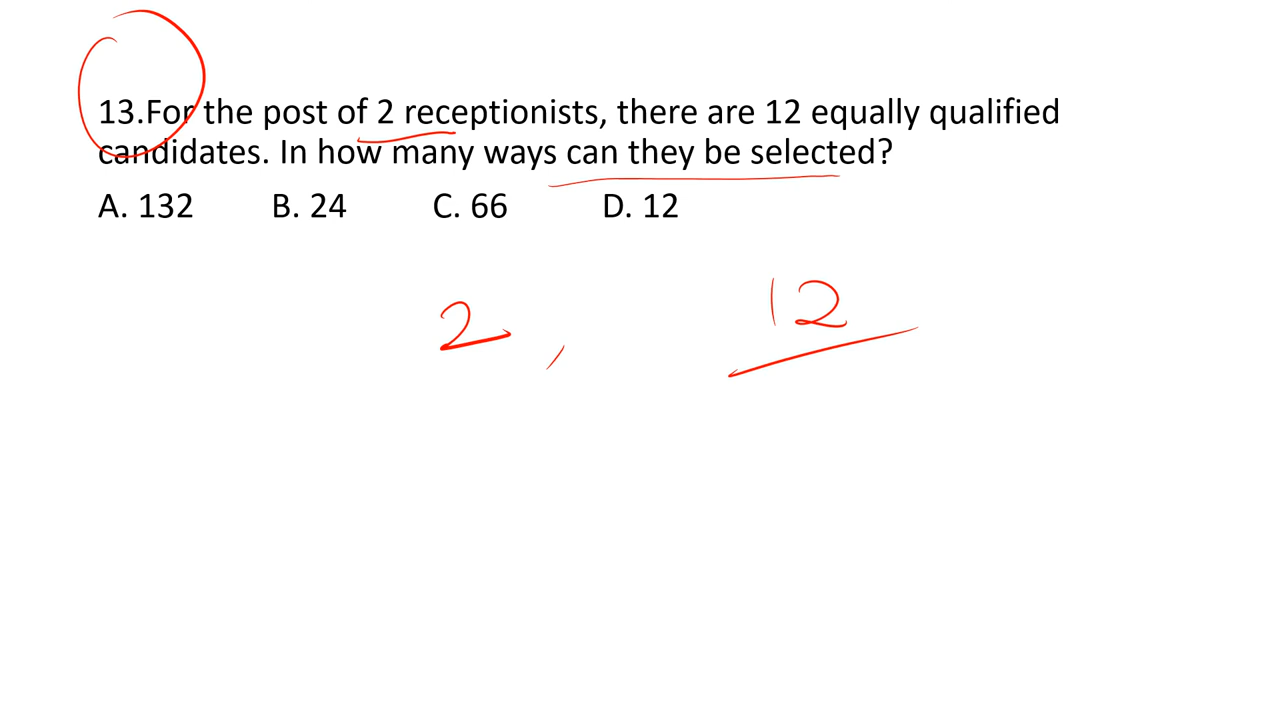 13.For the post of 2 receptionists, there are 12 equally qualified
candidates. In how many ways can they be selected?
A. 132 B. 24 C. 66 D. 12
2 , 12